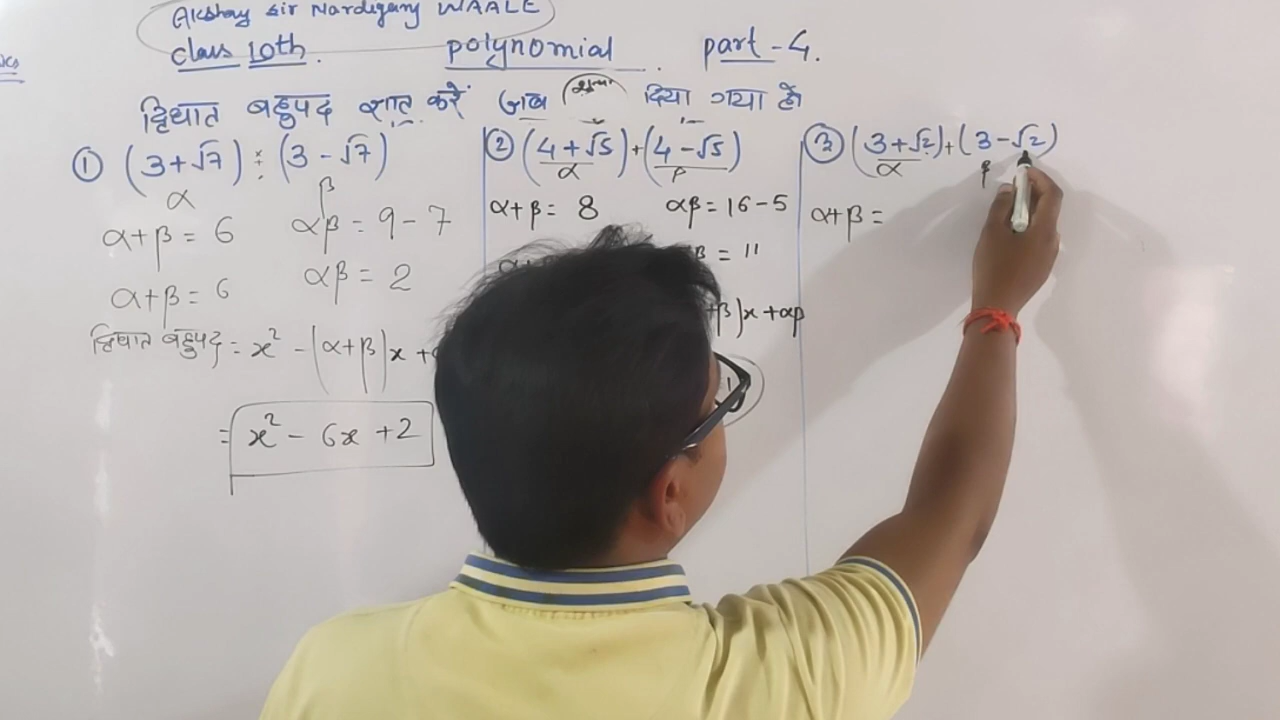 Akshay Sir Nardiganj WAALE
class 10th. polynomial. part-4.
द्विघात बहुपद ज्ञात करें जब शून्यक दिया गया हो
① (3+√7) ÷ (3-√7)
α β
α+β = 6 αβ = 9-7
α+β = 6 αβ = 2
द्विघात बहुपद = x² - (α+β)x +
= x² - 6x + 2
② (4+√5) + (4-√5)
α β
α+β = 8 αβ = 16-5
β = 11
β)x + αβ
③ (3+√2) + (3-√2)
α β
α+β =